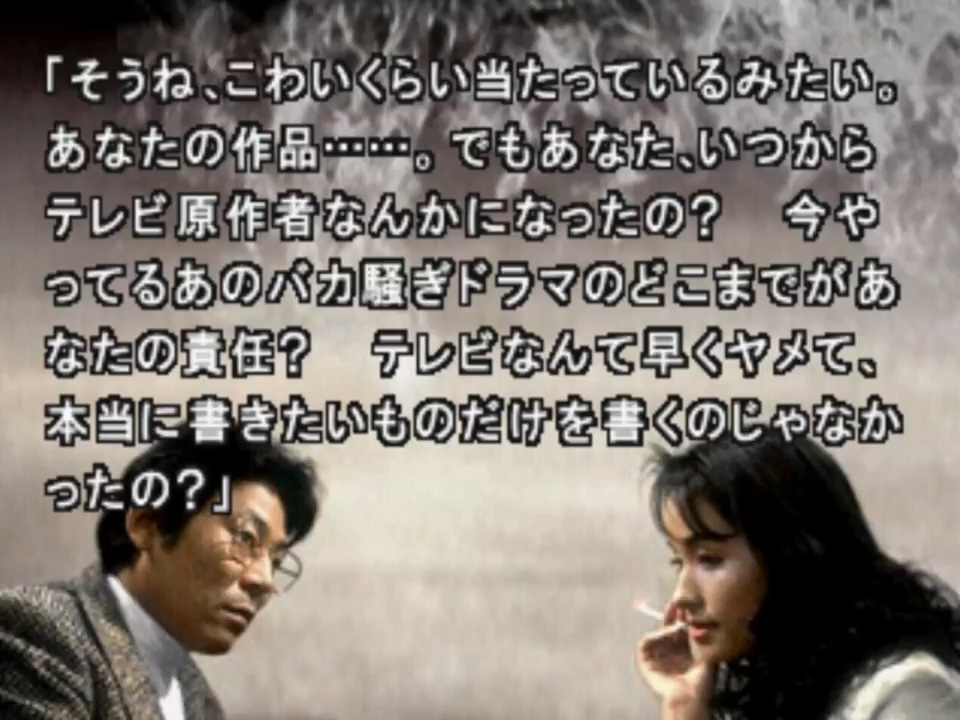 「そうね、こわいくらい当たっているみたい。
あなたの作品……。でもあなた、いつから
テレビ原作者なんかになったの？　今や
ってるあのバカ騒ぎドラマのどこまでがあ
なたの責任？　テレビなんて早くヤメて、
本当に書きたいものだけを書くのじゃなか
ったの？」